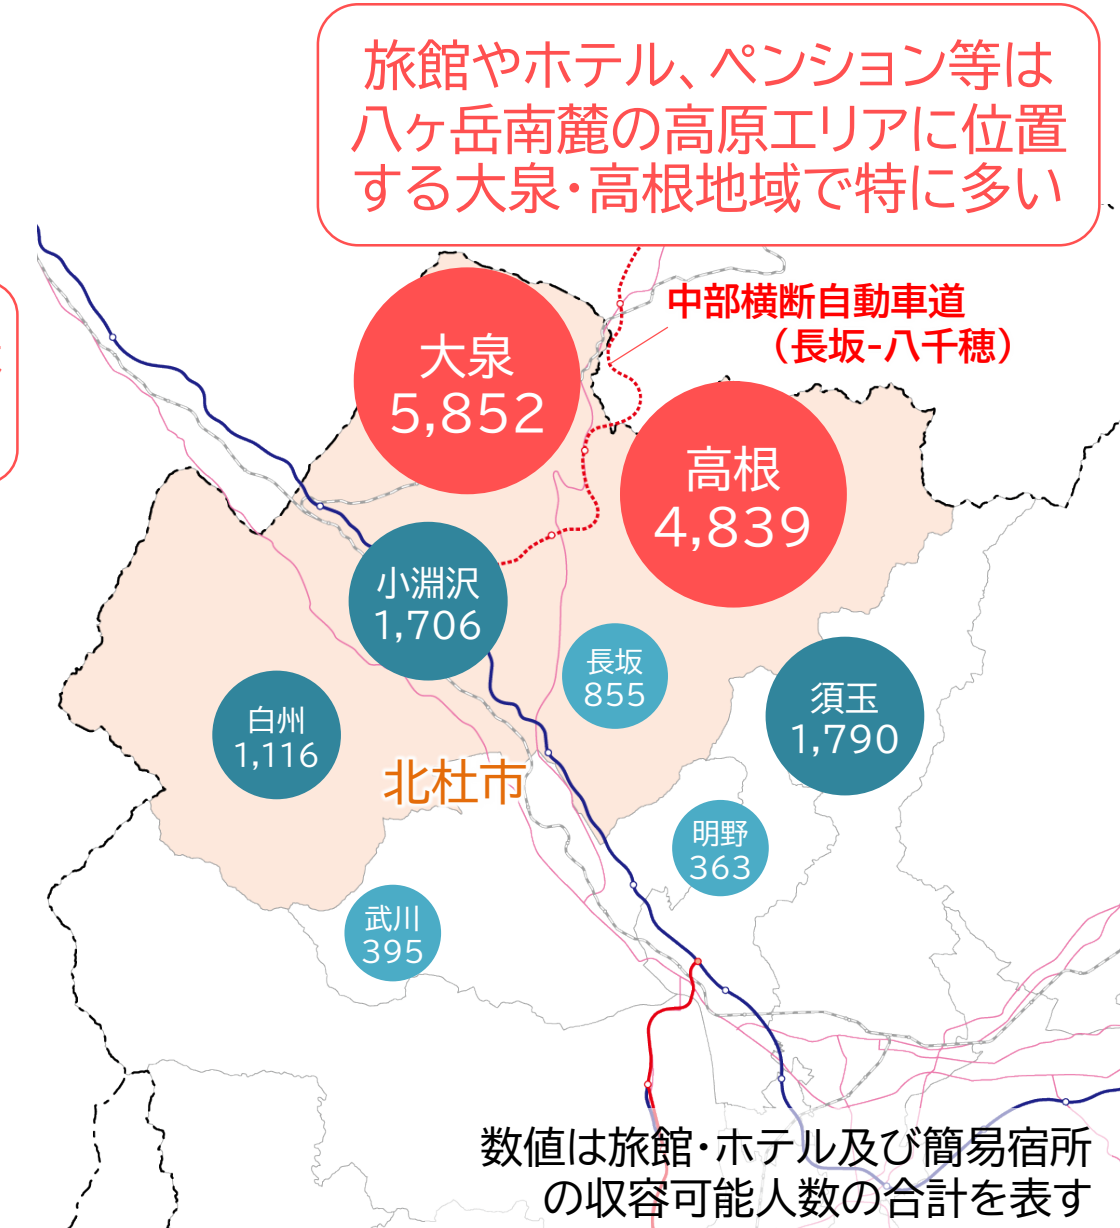 旅館やホテル、ペンション等は
八ヶ岳南麓の高原エリアに位置
する大泉・高根地域で特に多い
中部横断自動車道
（長坂-八千穂）
大泉
5,852
高根
4,839
小淵沢
1,706
長坂
855
須玉
1,790
白州
1,116
北杜市
明野
363
武川
395
数値は旅館・ホテル及び簡易宿所
の収容可能人数の合計を表す